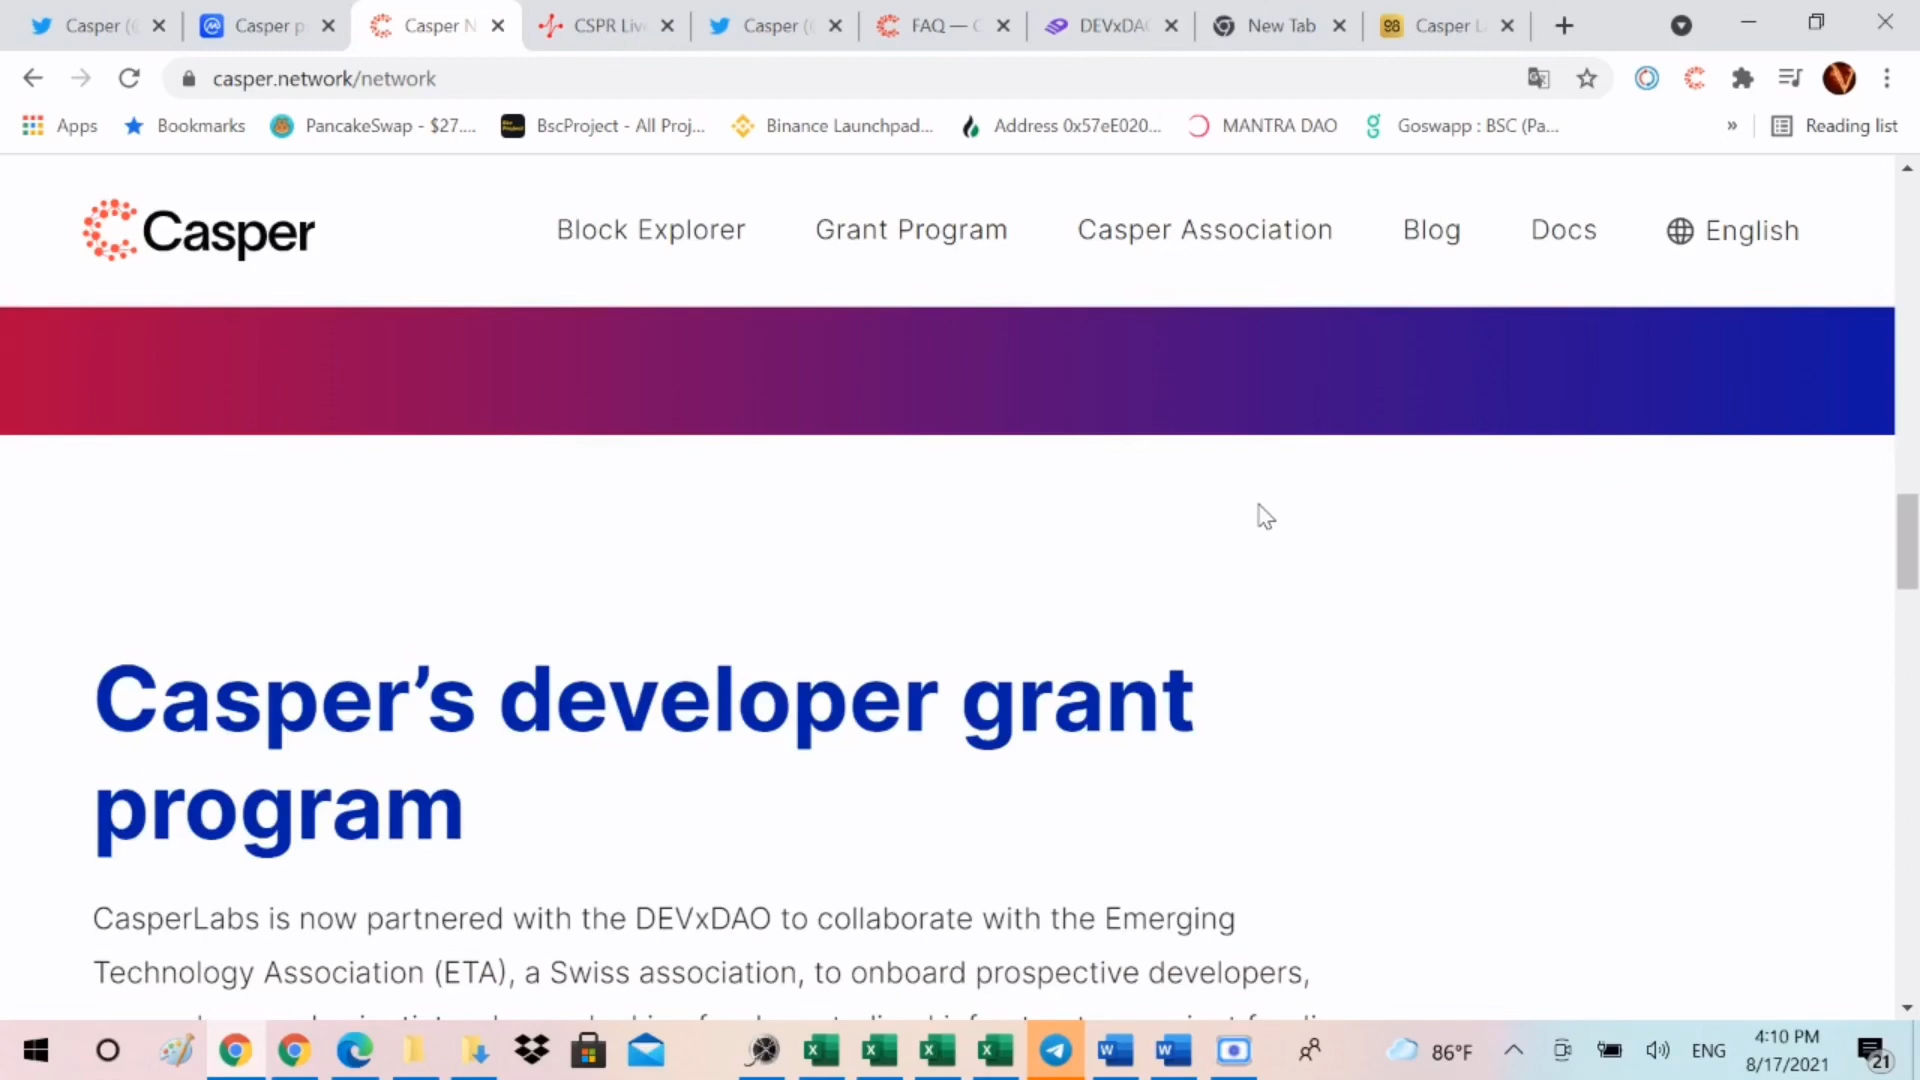 Casper (
Casper p
Casper N
CSPR Liv
Casper (
FAQ — C
DEVxDAO
New Tab
Casper L
casper.network/network
Apps
Bookmarks
PancakeSwap - $27....
BscProject - All Proj...
Binance Launchpad...
Address 0x57eE020...
MANTRA DAO
Goswapp : BSC (Pa...
»
Reading list
Casper
Block Explorer
Grant Program
Casper Association
Blog
Docs
English
Casper's developer grant
program
CasperLabs is now partnered with the DEVxDAO to collaborate with the Emerging
Technology Association (ETA), a Swiss association, to onboard prospective developers,
86°F
ENG
4:10 PM
8/17/2021
21